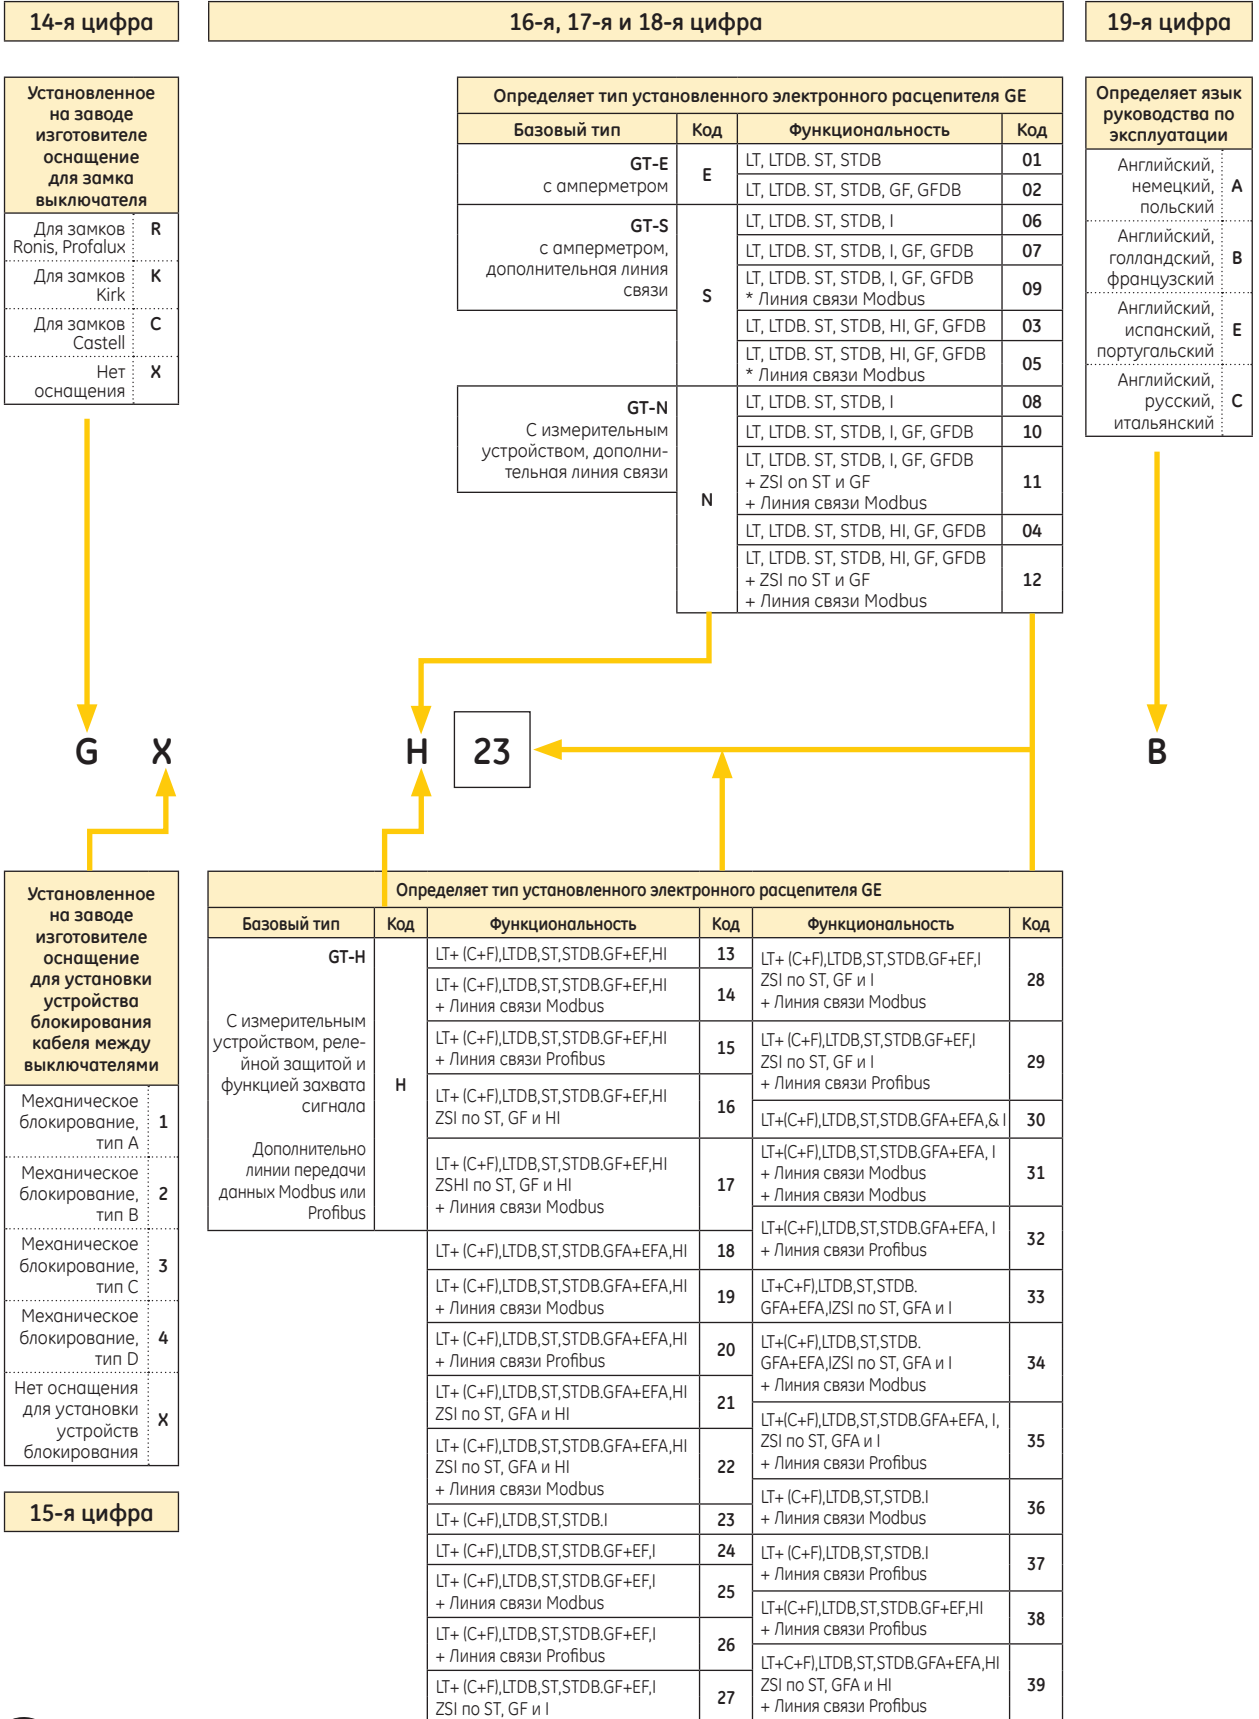 14-я цифра
16-я, 17-я и 18-я цифра
19-я цифра
Установленное
на заводе
изготовителе
оснащение
для замка
выключателя
Для замков
Ronis, Profalux
R
Для замков
Kirk
K
Для замков
Castell
C
Нет
оснащения
X
Определяет тип установленного электронного расцепителя GE
Базовый тип Код Функциональность Код
GT-E
с амперметром
E
LT, LTDB. ST, STDB 01
LT, LTDB. ST, STDB, GF, GFDB 02
GT-S
с амперметром,
дополнительная линия
связи
S
LT, LTDB. ST, STDB, I 06
LT, LTDB. ST, STDB, I, GF, GFDB 07
LT, LTDB. ST, STDB, I, GF, GFDB
* Линия связи Modbus
09
LT, LTDB. ST, STDB, HI, GF, GFDB 03
LT, LTDB. ST, STDB, HI, GF, GFDB
* Линия связи Modbus
05
GT-N
С измерительным
устройством, дополни-
тельная линия связи
N
LT, LTDB. ST, STDB, I 08
LT, LTDB. ST, STDB, I, GF, GFDB 10
LT, LTDB. ST, STDB, I, GF, GFDB
+ ZSI on ST и GF
+ Линия связи Modbus
11
LT, LTDB. ST, STDB, HI, GF, GFDB 04
LT, LTDB. ST, STDB, HI, GF, GFDB
+ ZSI по ST и GF
+ Линия связи Modbus
12
Определяет язык
руководства по
эксплуатации
Английский,
немецкий,
польский
A
Английский,
голландский,
французский
B
Английский,
испанский,
португальский
E
Английский,
русский,
итальянский
C
G X H 23 B
Установленное
на заводе
изготовителе
оснащение
для установки
устройства
блокирования
кабеля между
выключателями
Механическое
блокирование,
тип A
1
Механическое
блокирование,
тип B
2
Механическое
блокирование,
тип C
3
Механическое
блокирование,
тип D
4
Нет оснащения
для установки
устройств
блокирования
X
15-я цифра
Определяет тип установленного электронного расцепителя GE
Базовый тип Код Функциональность Код Функциональность Код
GT-H
С измерительным
устройством, реле-
йной защитой и
функцией захвата
сигнала
Дополнительно
линии передачи
данных Modbus или
Profibus
H
LT+ (C+F),LTDB,ST,STDB.GF+EF,HI 13
LT+ (C+F),LTDB,ST,STDB.GF+EF,HI
+ Линия связи Modbus
14
LT+ (C+F),LTDB,ST,STDB.GF+EF,HI
+ Линия связи Profibus
15
LT+ (C+F),LTDB,ST,STDB.GF+EF,HI
ZSI по ST, GF и HI
16
LT+ (C+F),LTDB,ST,STDB.GF+EF,HI
ZSHI по ST, GF и HI
+ Линия связи Modbus
17
LT+ (C+F),LTDB,ST,STDB.GFA+EFA,HI 18
LT+ (C+F),LTDB,ST,STDB.GFA+EFA,HI
+ Линия связи Modbus
19
LT+ (C+F),LTDB,ST,STDB.GFA+EFA,HI
+ Линия связи Profibus
20
LT+ (C+F),LTDB,ST,STDB.GFA+EFA,HI
ZSI по ST, GFA и HI
21
LT+ (C+F),LTDB,ST,STDB.GFA+EFA,HI
ZSI по ST, GFA и HI
+ Линия связи Modbus
22
LT+ (C+F),LTDB,ST,STDB.I 23
LT+ (C+F),LTDB,ST,STDB.GF+EF,I 24
LT+ (C+F),LTDB,ST,STDB.GF+EF,I
+ Линия связи Modbus
25
LT+ (C+F),LTDB,ST,STDB.GF+EF,I
+ Линия связи Profibus
26
LT+ (C+F),LTDB,ST,STDB.GF+EF,I
ZSI по ST, GF и I
27
LT+ (C+F),LTDB,ST,STDB.GF+EF,I
ZSI по ST, GF и I
+ Линия связи Modbus
28
LT+ (C+F),LTDB,ST,STDB.GF+EF,I
ZSI по ST, GF и I
+ Линия связи Profibus
29
LT+(C+F),LTDB,ST,STDB.GFA+EFA,& I 30
LT+(C+F),LTDB,ST,STDB.GFA+EFA, I
+ Линия связи Modbus
+ Линия связи Modbus
31
LT+(C+F),LTDB,ST,STDB.GFA+EFA, I
+ Линия связи Profibus
32
LT+C+F),LTDB,ST,STDB.
GFA+EFA,IZSI по ST, GFA и I
33
LT+(C+F),LTDB,ST,STDB.
GFA+EFA,IZSI по ST, GFA и I
+ Линия связи Modbus
34
LT+(C+F),LTDB,ST,STDB.GFA+EFA, I,
ZSI по ST, GFA и I
+ Линия связи Profibus
35
LT+ (C+F),LTDB,ST,STDB.I
+ Линия связи Modbus
36
LT+ (C+F),LTDB,ST,STDB.I
+ Линия связи Profibus
37
LT+(C+F),LTDB,ST,STDB.GF+EF,HI
+ Линия связи Profibus
38
LT+C+F),LTDB,ST,STDB.GFA+EFA,HI
ZSI по ST, GFA и HI
+ Линия связи Profibus
39